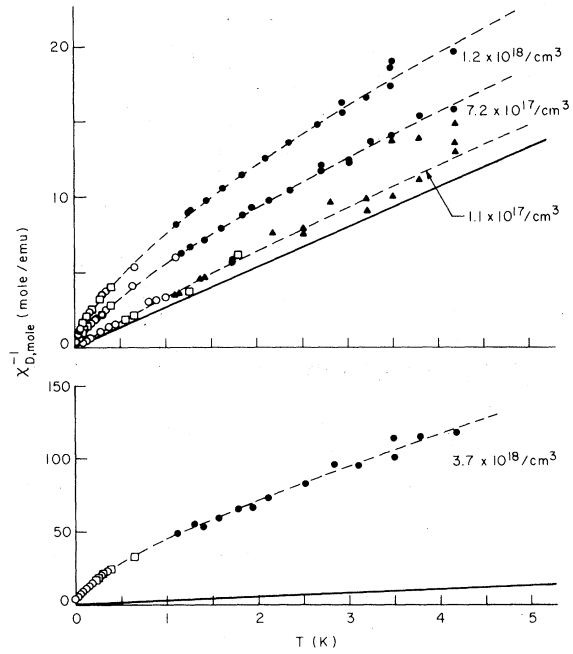 20
1.2 x 10^18/cm^3
7.2 x 10^17/cm^3
10
1.1 x 10^17/cm^3
0
χ^-1_D,mole (mole/emu)
150
100
3.7 x 10^18/cm^3
50
0
0 1 2 3 4 5
T (K)